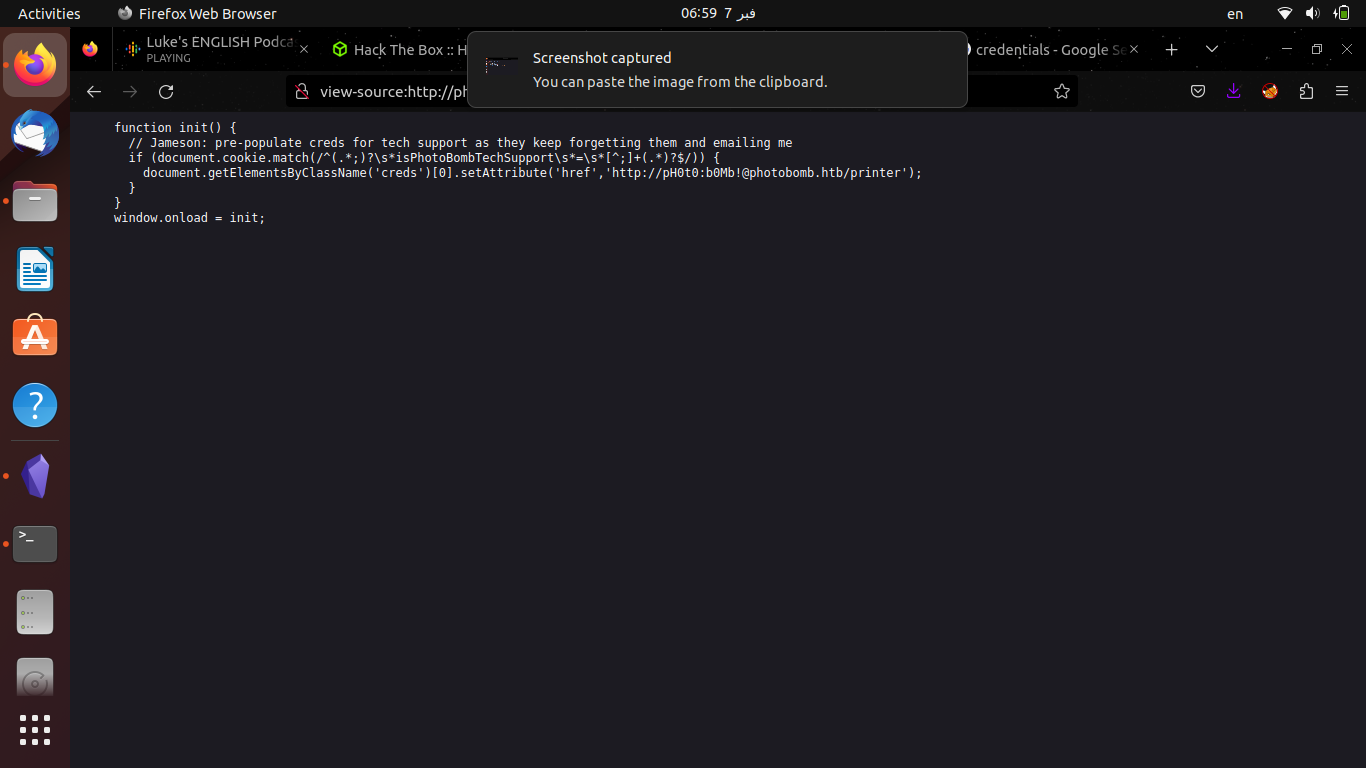 Activities
Firefox Web Browser
06:59 7 فبر
en
Luke's ENGLISH Podca
PLAYING
Hack The Box :: H
credentials - Google Se
Screenshot captured
You can paste the image from the clipboard.
view-source:http://ph
function init() {
// Jameson: pre-populate creds for tech support as they keep forgetting them and emailing me
if (document.cookie.match(/^(.*;)?\s*isPhotoBombTechSupport\s*=\s*[^;]+(.*)?$/)) {
document.getElementsByClassName('creds')[0].setAttribute('href','http://pH0t0:b0Mb!@photobomb.htb/printer');
}
}
window.onload = init;